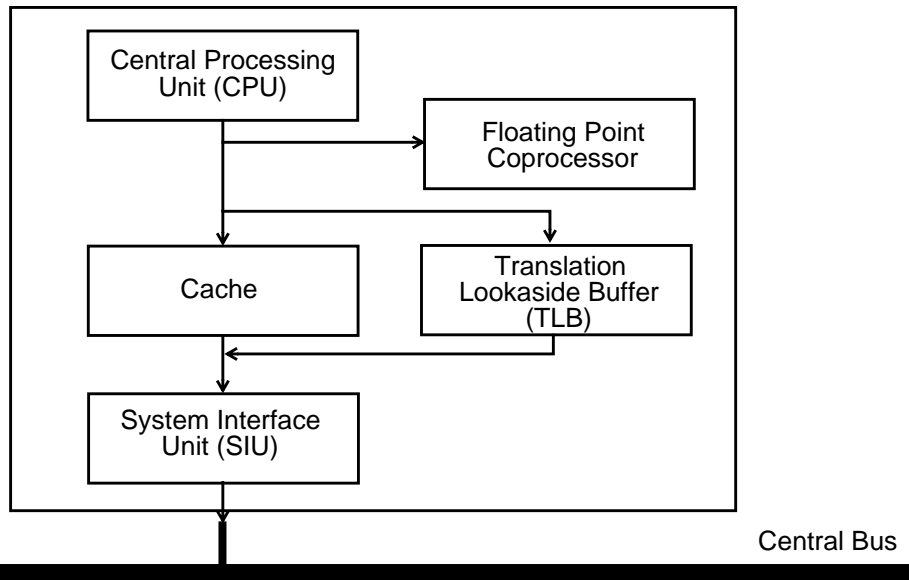 Central Processing
Unit (CPU)
Floating Point
Coprocessor
Cache
Translation
Lookaside Buffer
(TLB)
System Interface
Unit (SIU)
Central Bus